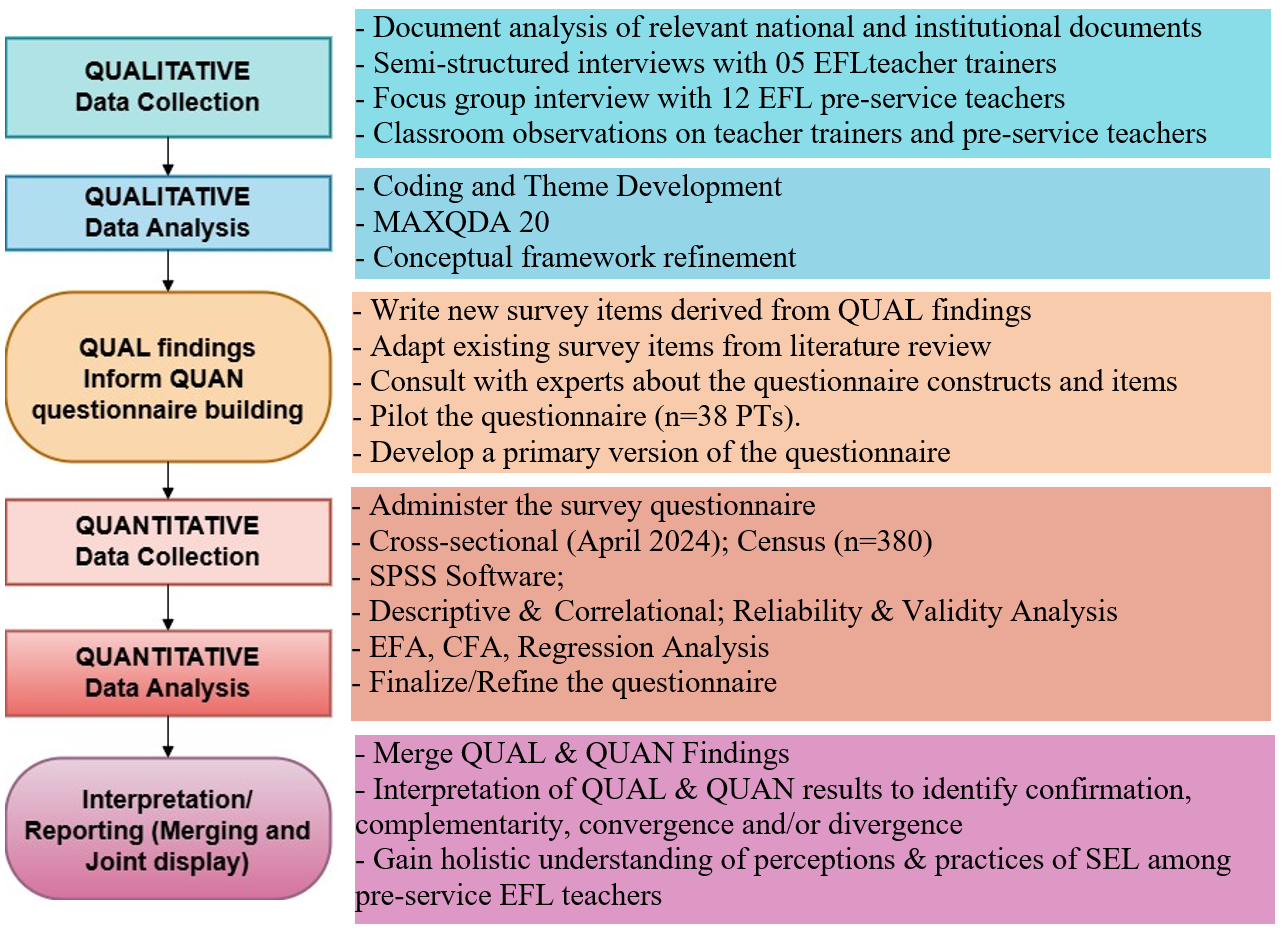 QUALITATIVE
Data Collection
- Document analysis of relevant national and institutional documents
- Semi-structured interviews with 05 EFLteacher trainers
- Focus group interview with 12 EFL pre-service teachers
- Classroom observations on teacher trainers and pre-service teachers
QUALITATIVE
Data Analysis
- Coding and Theme Development
- MAXQDA 20
- Conceptual framework refinement
QUAL findings
Inform QUAN
questionnaire building
- Write new survey items derived from QUAL findings
- Adapt existing survey items from literature review
- Consult with experts about the questionnaire constructs and items
- Pilot the questionnaire (n=38 PTs).
- Develop a primary version of the questionnaire
QUANTITATIVE
Data Collection
- Administer the survey questionnaire
- Cross-sectional (April 2024); Census (n=380)
- SPSS Software;
- Descriptive & Correlational; Reliability & Validity Analysis
- EFA, CFA, Regression Analysis
- Finalize/Refine the questionnaire
QUANTITATIVE
Data Analysis
Interpretation/
Reporting (Merging and
Joint display)
- Merge QUAL & QUAN Findings
- Interpretation of QUAL & QUAN results to identify confirmation,
complementarity, convergence and/or divergence
- Gain holistic understanding of perceptions & practices of SEL among
pre-service EFL teachers